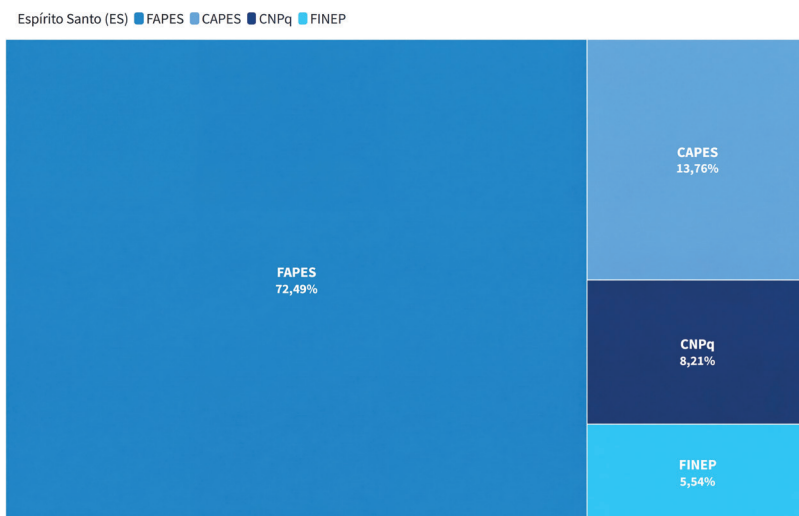 Espírito Santo (ES) FAPES CAPES CNPq FINEP
CAPES
13,76%
FAPES
72,49%
CNPq
8,21%
FINEP
5,54%